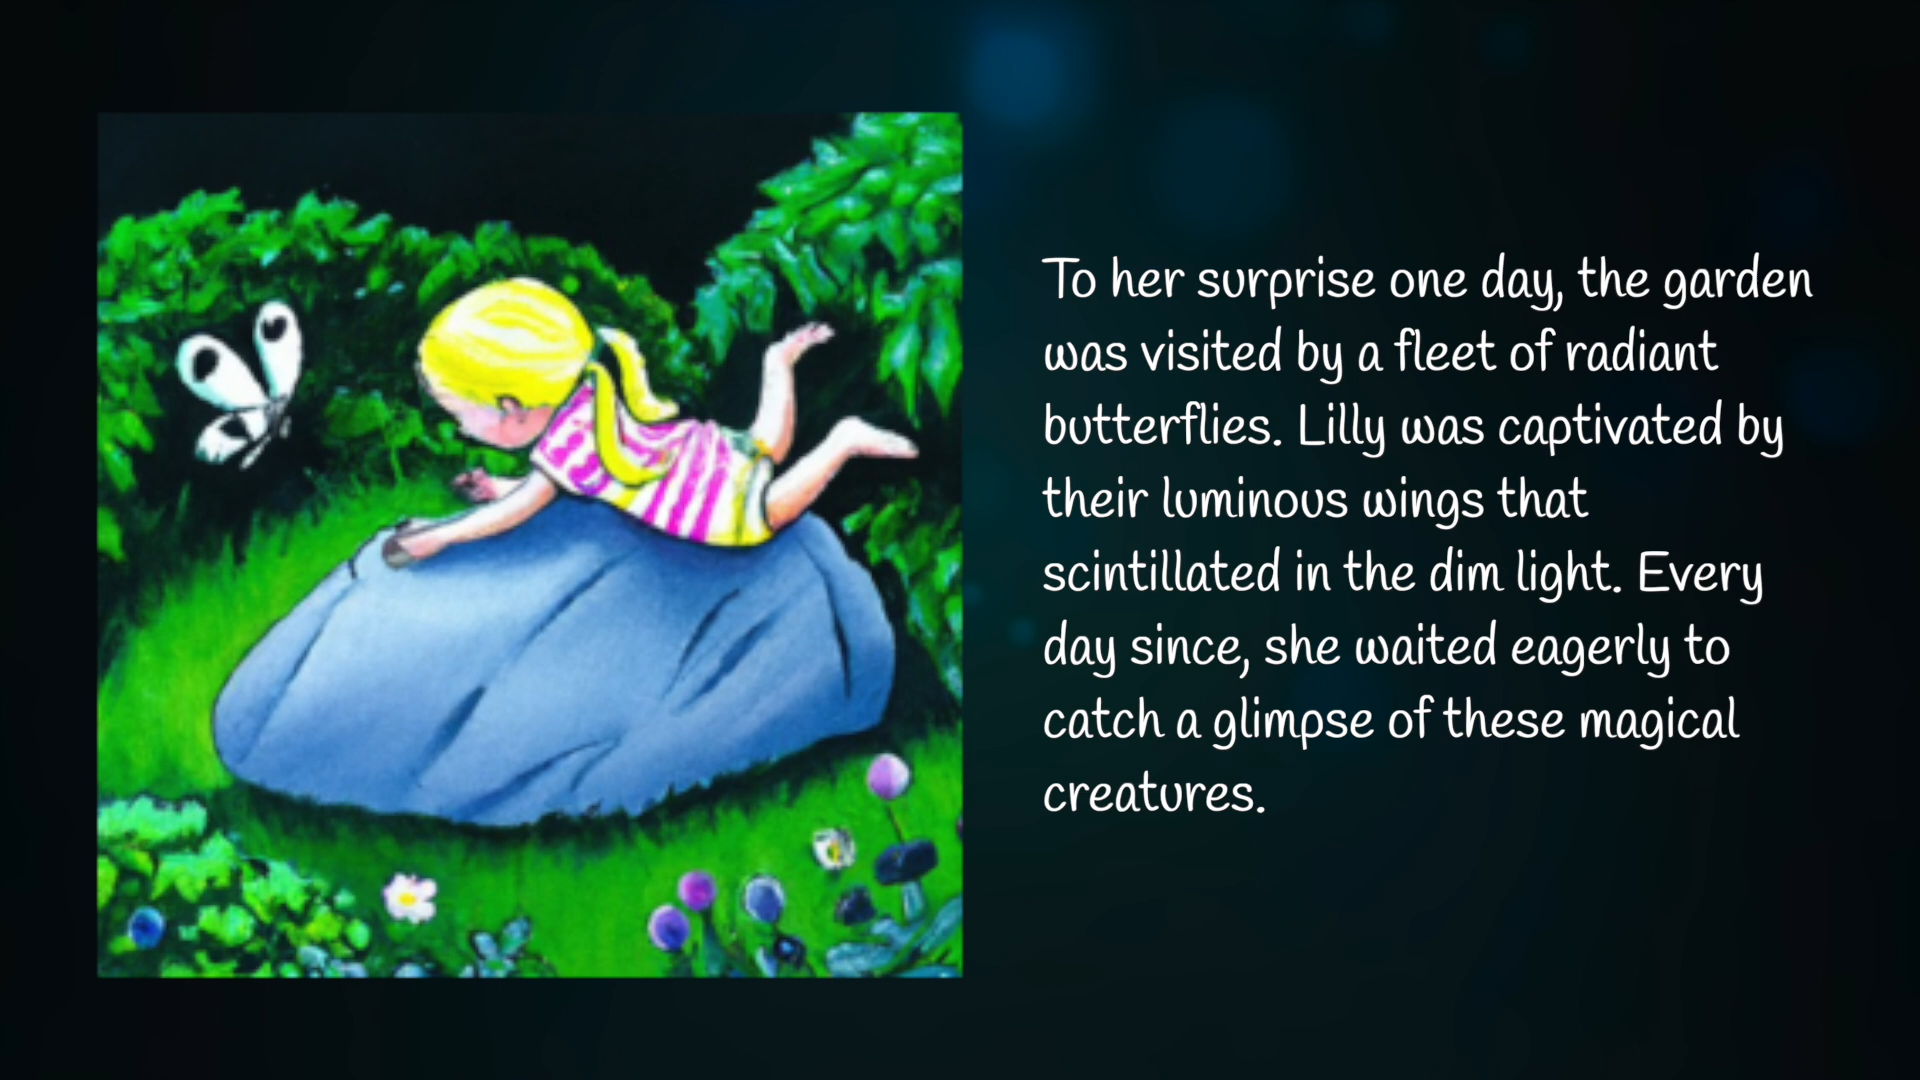 To her surprise one day, the garden
was visited by a fleet of radiant
butterflies. Lilly was captivated by
their luminous wings that
scintillated in the dim light. Every
day since, she waited eagerly to
catch a glimpse of these magical
creatures.